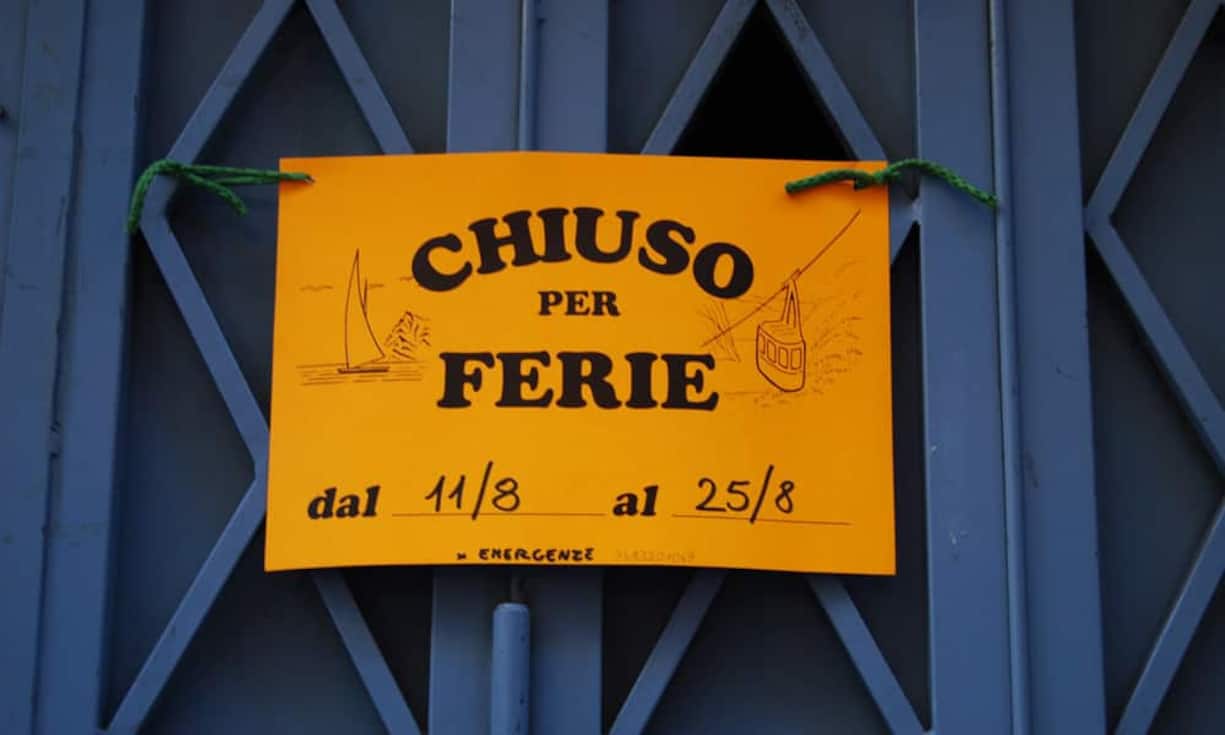 CHIUSO
PER
FERIE
dal 11/8 al 25/8
x EMERGENZE